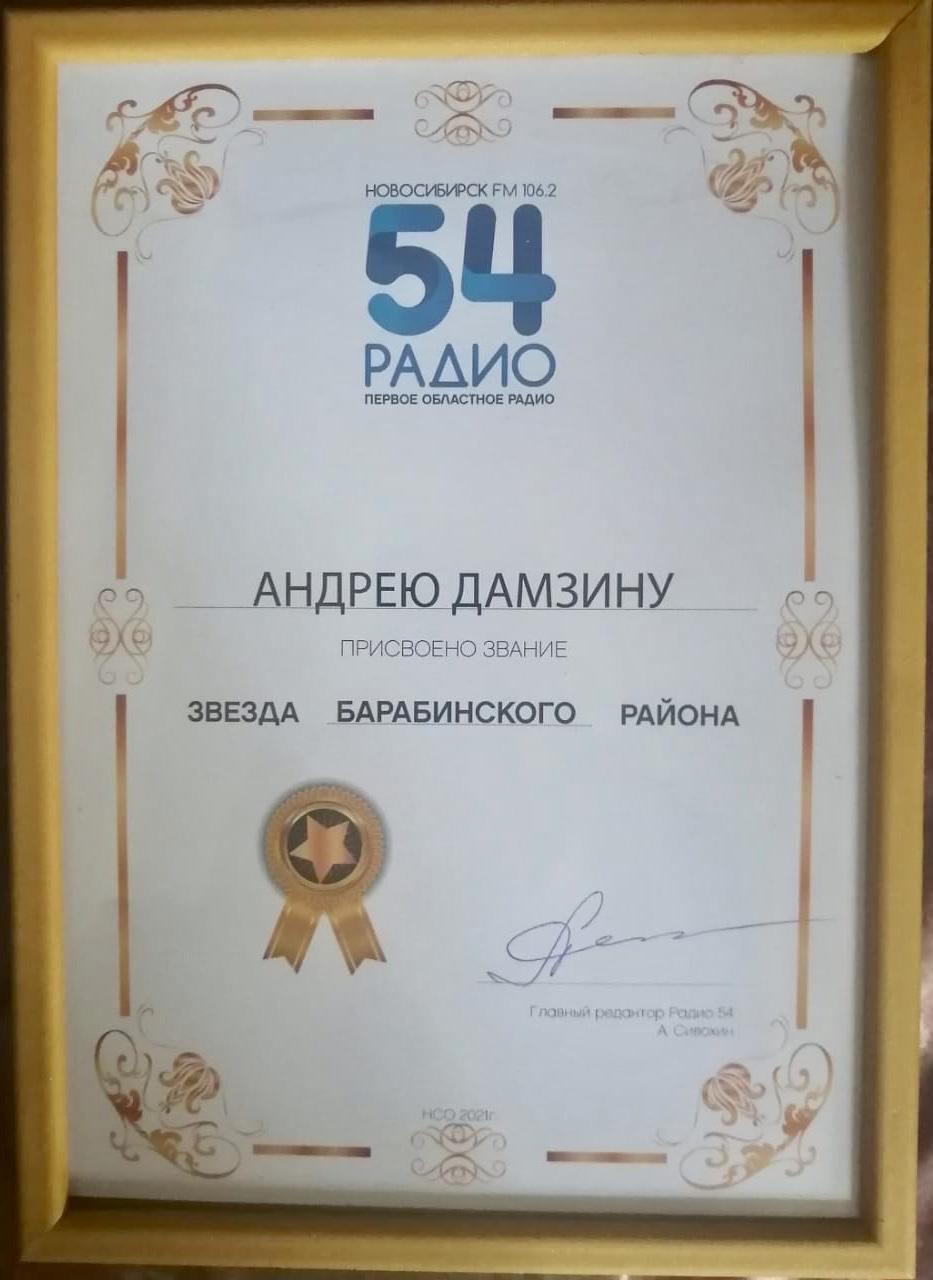 НОВОСИБИРСК FM 106.2
54
РАДИО
ПЕРВОЕ ОБЛАСТНОЕ РАДИО
АНДРЕЮ ДАМЗИНУ
ПРИСВОЕНО ЗВАНИЕ
ЗВЕЗДА БАРАБИНСКОГО РАЙОНА
Главный редактор Радио 54
А. Сивохин
НСО 2021г.